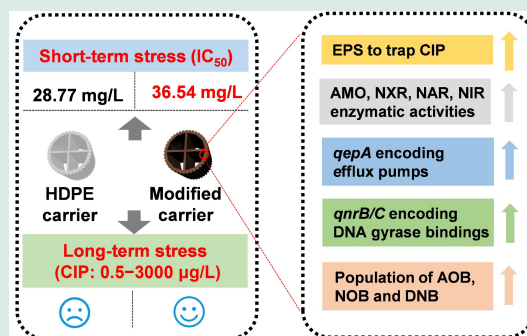 Short-term stress (IC50)
28.77 mg/L
36.54 mg/L
HDPE
carrier
Modified
carrier
Long-term stress
(CIP: 0.5−3000 μg/L)
EPS to trap CIP
AMO, NXR, NAR, NIR
enzymatic activities
qepA encoding
efflux pumps
qnrB/C encoding
DNA gyrase bindings
Population of AOB,
NOB and DNB